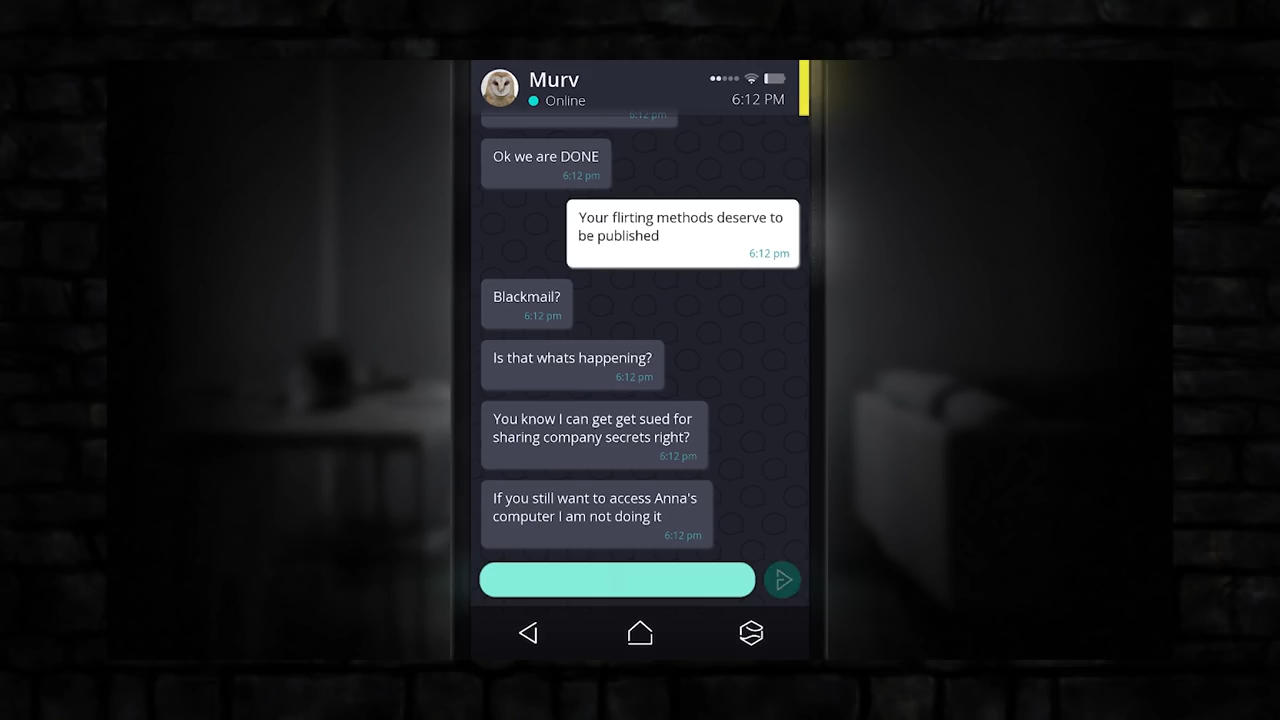 Murv
Online
6:12 PM
6:12 pm
Ok we are DONE
6:12 pm
Your flirting methods deserve to
be published
6:12 pm
Blackmail?
6:12 pm
Is that whats happening?
6:12 pm
You know I can get get sued for
sharing company secrets right?
6:12 pm
If you still want to access Anna's
computer I am not doing it
6:12 pm